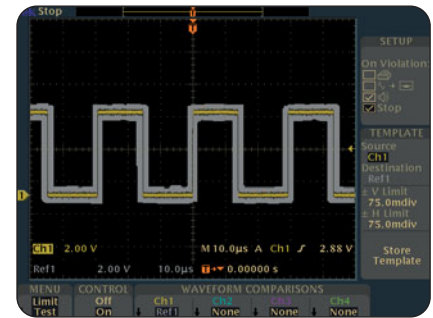 Stop
T
T
SETUP
On Violation:
Stop
TEMPLATE
Source
Ch1
Destination
Ref1
± V Limit
75.0mdiv
± H Limit
75.0mdiv
Store
Template
1
Ch1 2.00 V M 10.0µs A Ch1 2.88 V
Ref1 2.00 V 10.0µs T 0.00000 s
MENU CONTROL WAVEFORM COMPARISONS
Limit Off Ch1 Ch2 Ch3 Ch4
Test On Ref1 None None None